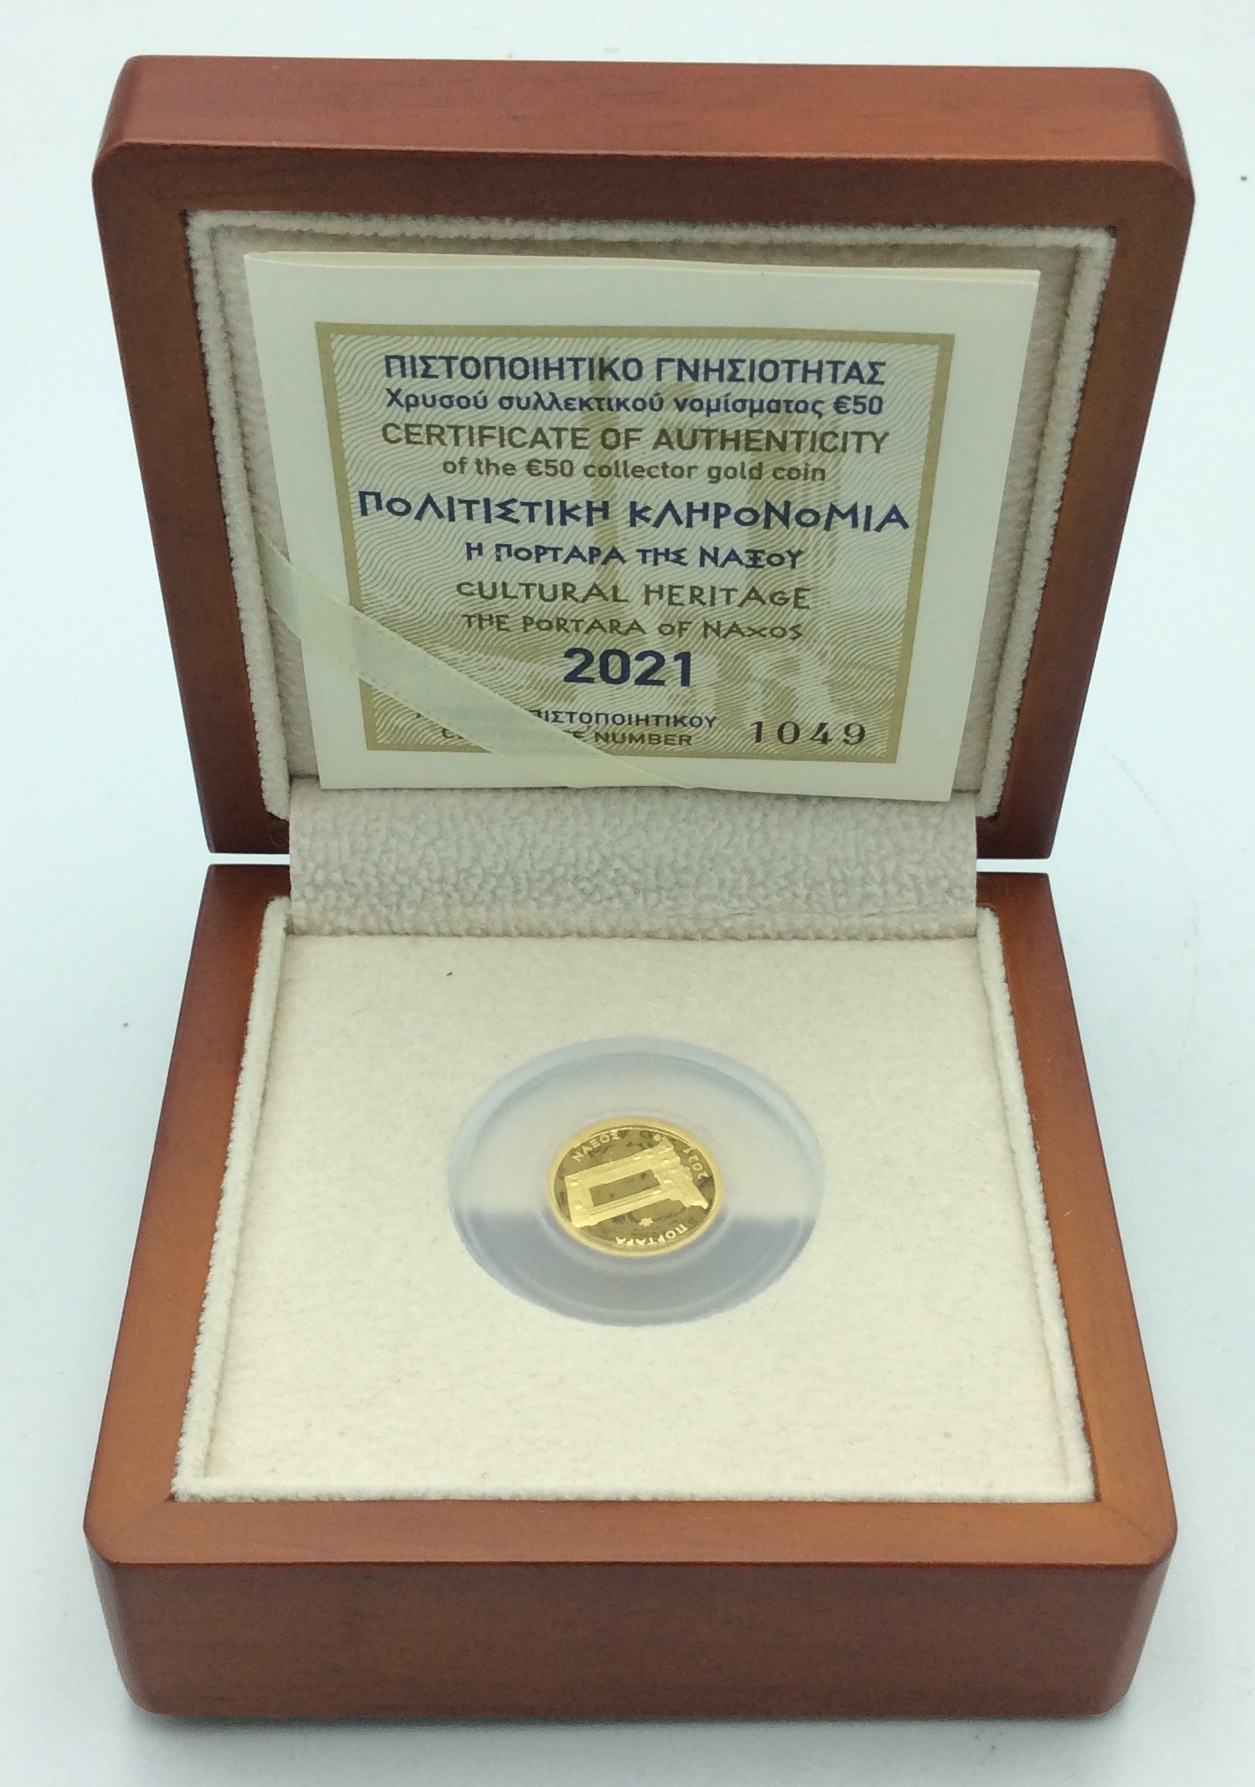 ΠΙΣΤΟΠΟΙΗΤΙΚΟ ΓΝΗΣΙΟΤΗΤΑΣ
Χρυσού συλλεκτικού νομίσματος €50
CERTIFICATE OF AUTHENTICITY
of the €50 collector gold coin
ΠΟΛΙΤΙΣΤΙΚΗ ΚΛΗΡΟΝΟΜΙΑ
Η ΠΟΡΤΑΡΑ ΤΗΣ ΝΑΞΟΥ
CULTURAL HERITAGE
THE PORTARA OF NAXOS
2021
NUMBER 1049
ΝΑΞΟΣ
2021
ΠΟΡΤΑΡΑ